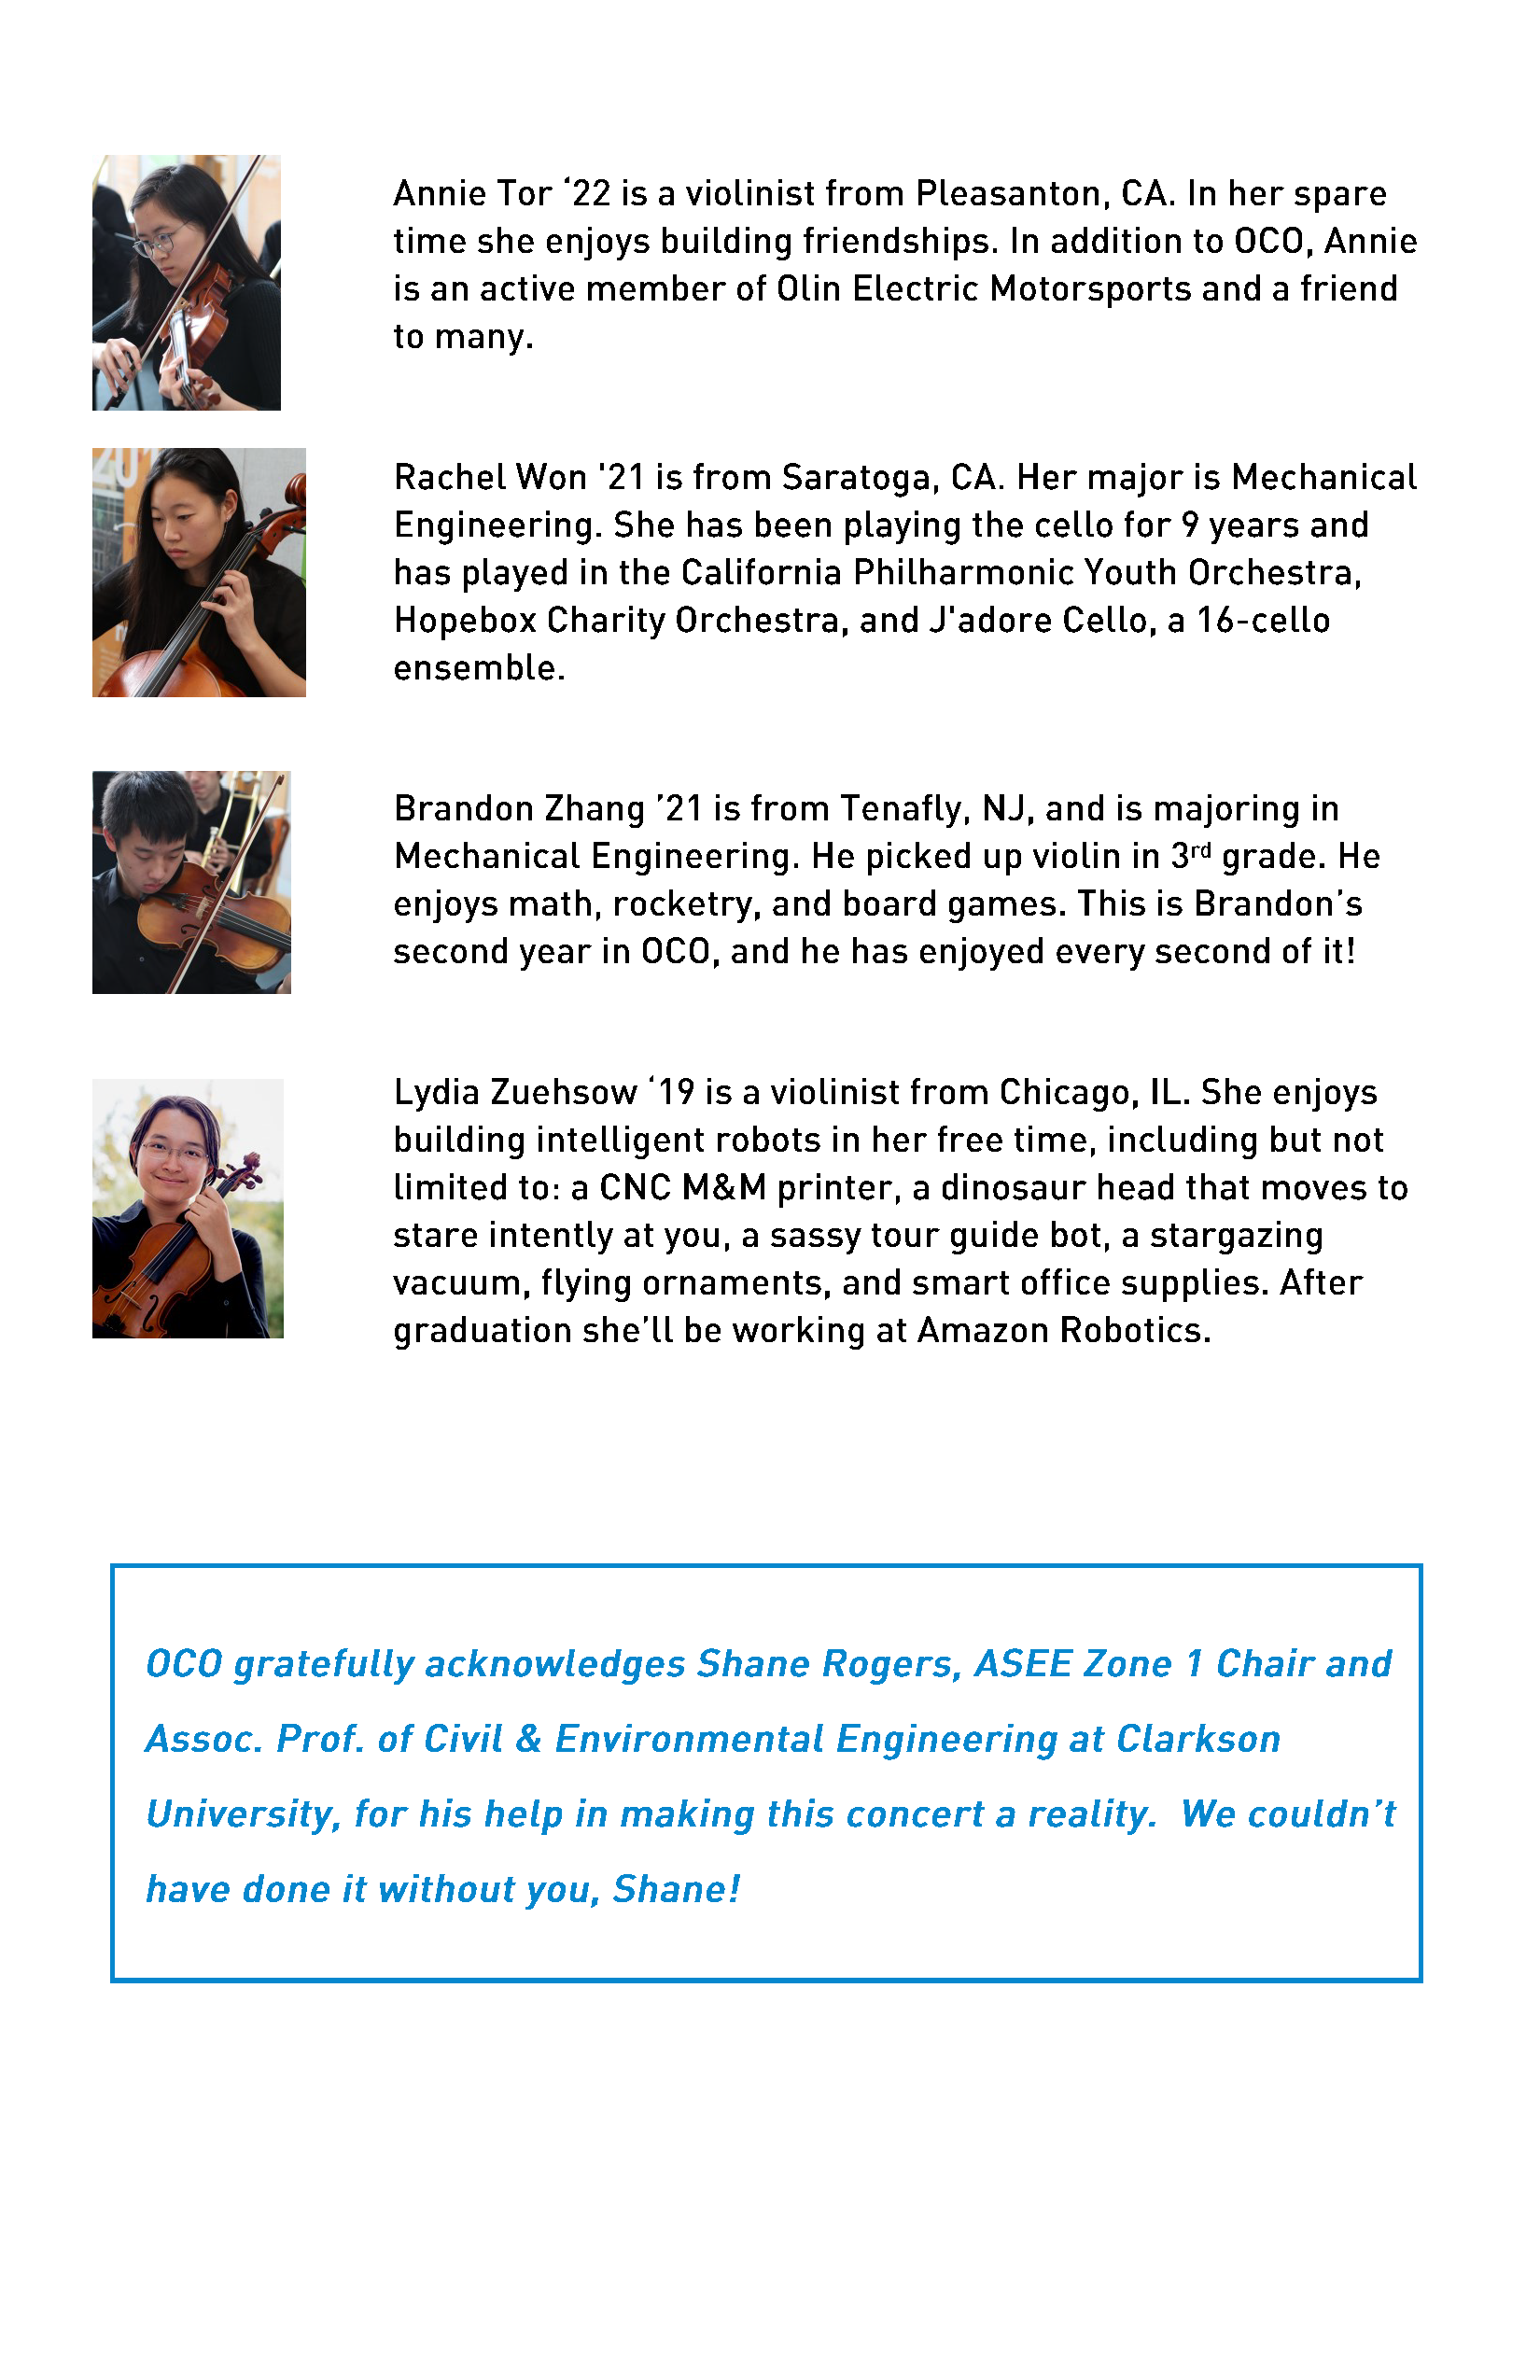 Annie Tor ‘22 is a violinist from Pleasanton, CA. In her spare
time she enjoys building friendships. In addition to OCO, Annie
is an active member of Olin Electric Motorsports and a friend
to many.
Rachel Won '21 is from Saratoga, CA. Her major is Mechanical
Engineering. She has been playing the cello for 9 years and
has played in the California Philharmonic Youth Orchestra,
Hopebox Charity Orchestra, and J'adore Cello, a 16-cello
ensemble.
Brandon Zhang ’21 is from Tenafly, NJ, and is majoring in
Mechanical Engineering. He picked up violin in 3rd grade. He
enjoys math, rocketry, and board games. This is Brandon’s
second year in OCO, and he has enjoyed every second of it!
Lydia Zuehsow ‘19 is a violinist from Chicago, IL. She enjoys
building intelligent robots in her free time, including but not
limited to: a CNC M&M printer, a dinosaur head that moves to
stare intently at you, a sassy tour guide bot, a stargazing
vacuum, flying ornaments, and smart office supplies. After
graduation she’ll be working at Amazon Robotics.
OCO gratefully acknowledges Shane Rogers, ASEE Zone 1 Chair and
Assoc. Prof. of Civil & Environmental Engineering at Clarkson
University, for his help in making this concert a reality.  We couldn’t
have done it without you, Shane!